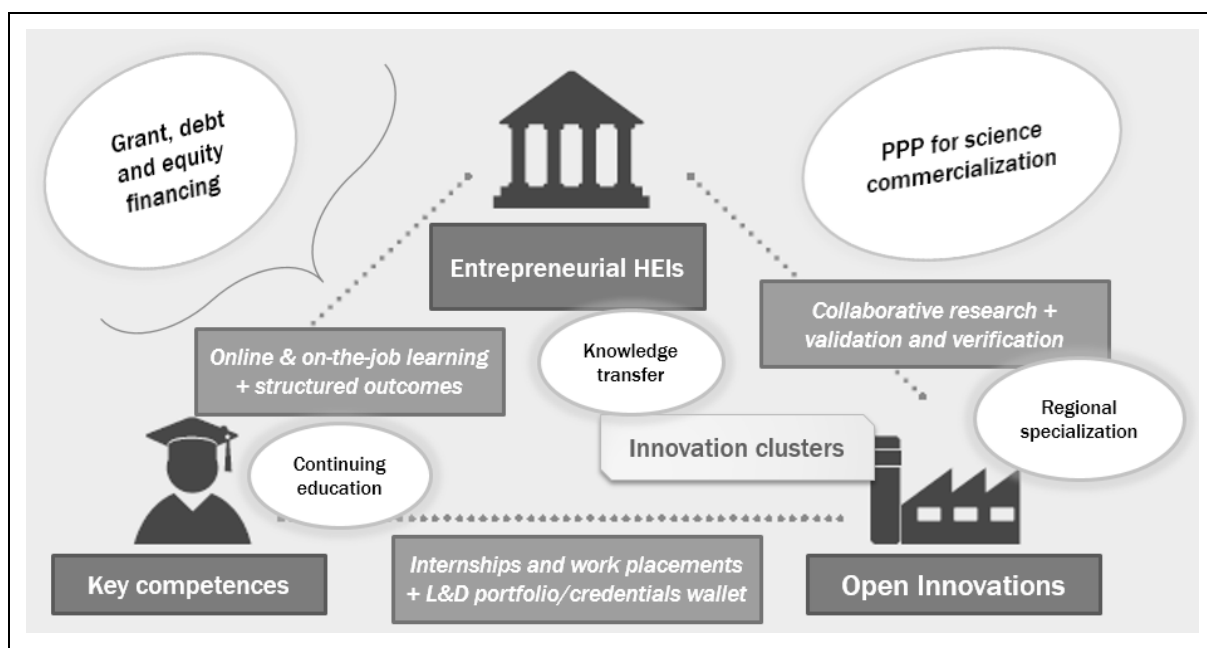 Grant, debt
and equity
financing
PPP for science
commercialization
Entrepreneurial HEIs
Collaborative research +
validation and verification
Online & on-the-job learning
+ structured outcomes
Knowledge
transfer
Regional
specialization
Innovation clusters
Continuing
education
Key competences
Internships and work placements
+ L&D portfolio/credentials wallet
Open Innovations